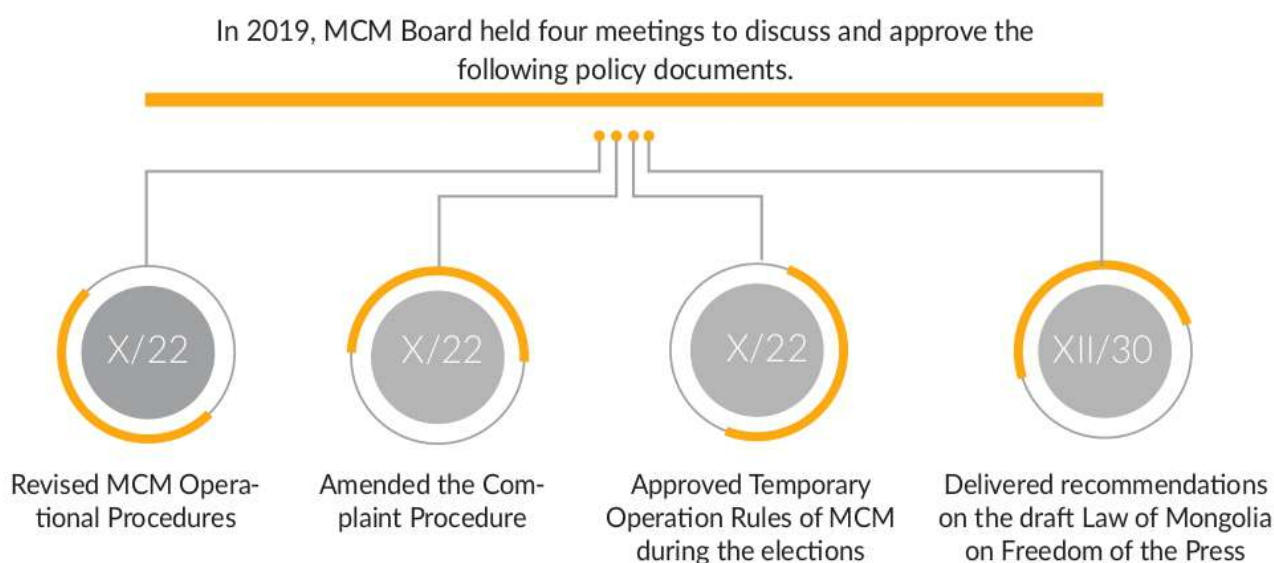 In 2019, MCM Board held four meetings to discuss and approve the
following policy documents.
X/22
X/22
X/22
XII/30
Revised MCM Opera-
tional Procedures
Amended the Com-
plaint Procedure
Approved Temporary
Operation Rules of MCM
during the elections
Delivered recommendations
on the draft Law of Mongolia
on Freedom of the Press